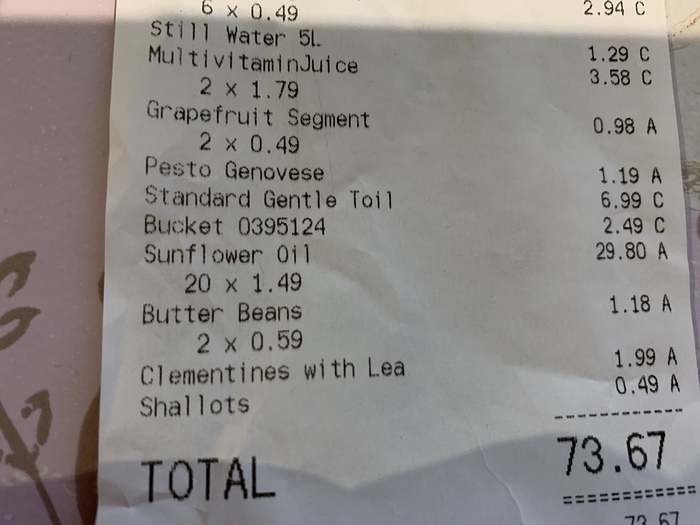 6 x 0.49 2.94 C
Still Water 5L 1.29 C
MultivitaminJuice 3.58 C
2 x 1.79
Grapefruit Segment 0.98 A
2 x 0.49
Pesto Genovese 1.19 A
Standard Gentle Toil 6.99 C
Bucket 0395124 2.49 C
Sunflower Oil 29.80 A
20 x 1.49
Butter Beans 1.18 A
2 x 0.59
Clementines with Lea 1.99 A
Shallots 0.49 A
TOTAL 73.67
73.67